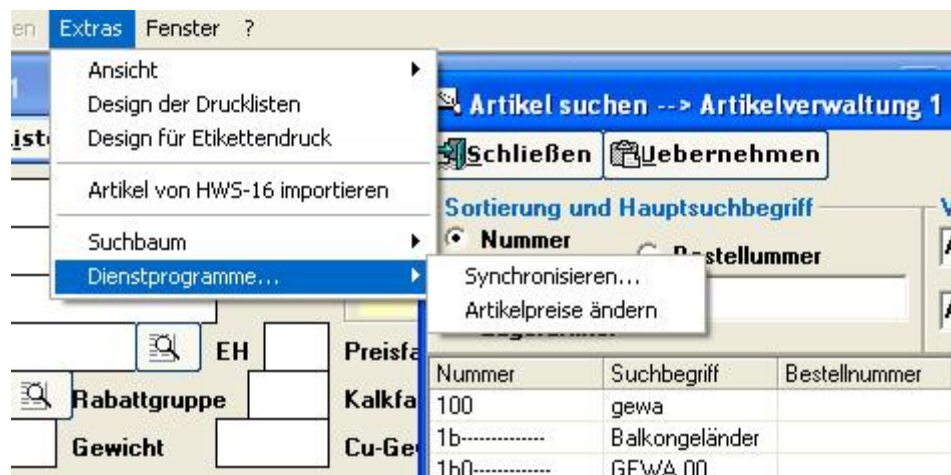 Extras Fenster ?
Ansicht
Design der Drucklisten
Design für Etikettendruck
Artikel von HWS-16 importieren
Suchbaum
Dienstprogramme...
Synchronisieren...
Artikelpreise ändern
Artikel suchen --> Artikelverwaltung 1
Schließen Uebernehmen
Sortierung und Hauptsuchbegriff
Nummer
EH
Rabattgruppe
Gewicht
Nummer Suchbegriff Bestellnummer
100 gewa
1b------------- Balkongeländer
1b0------------ GEWA 00